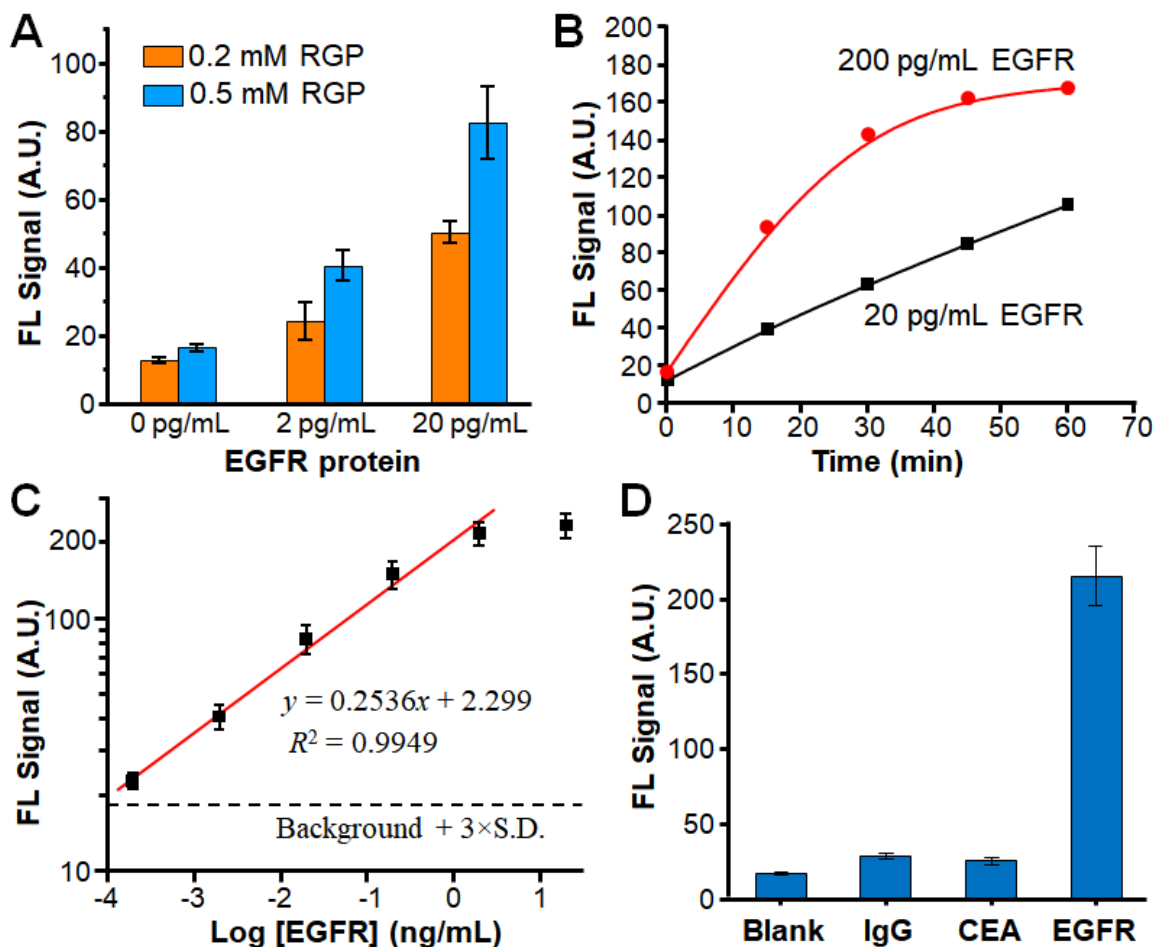 A
0.2 mM RGP
0.5 mM RGP
100
80
60
40
20
0
FL Signal (A.U.)
0 pg/mL 2 pg/mL 20 pg/mL
EGFR protein
B
200
180
160
140
120
100
80
60
40
20
0
FL Signal (A.U.)
200 pg/mL EGFR
20 pg/mL EGFR
0 10 20 30 40 50 60 70
Time (min)
C
200
100
10
FL Signal (A.U.)
y = 0.2536x + 2.299
R² = 0.9949
Background + 3×S.D.
-4 -3 -2 -1 0 1
Log [EGFR] (ng/mL)
D
250
200
150
100
50
0
FL Signal (A.U.)
Blank IgG CEA EGFR